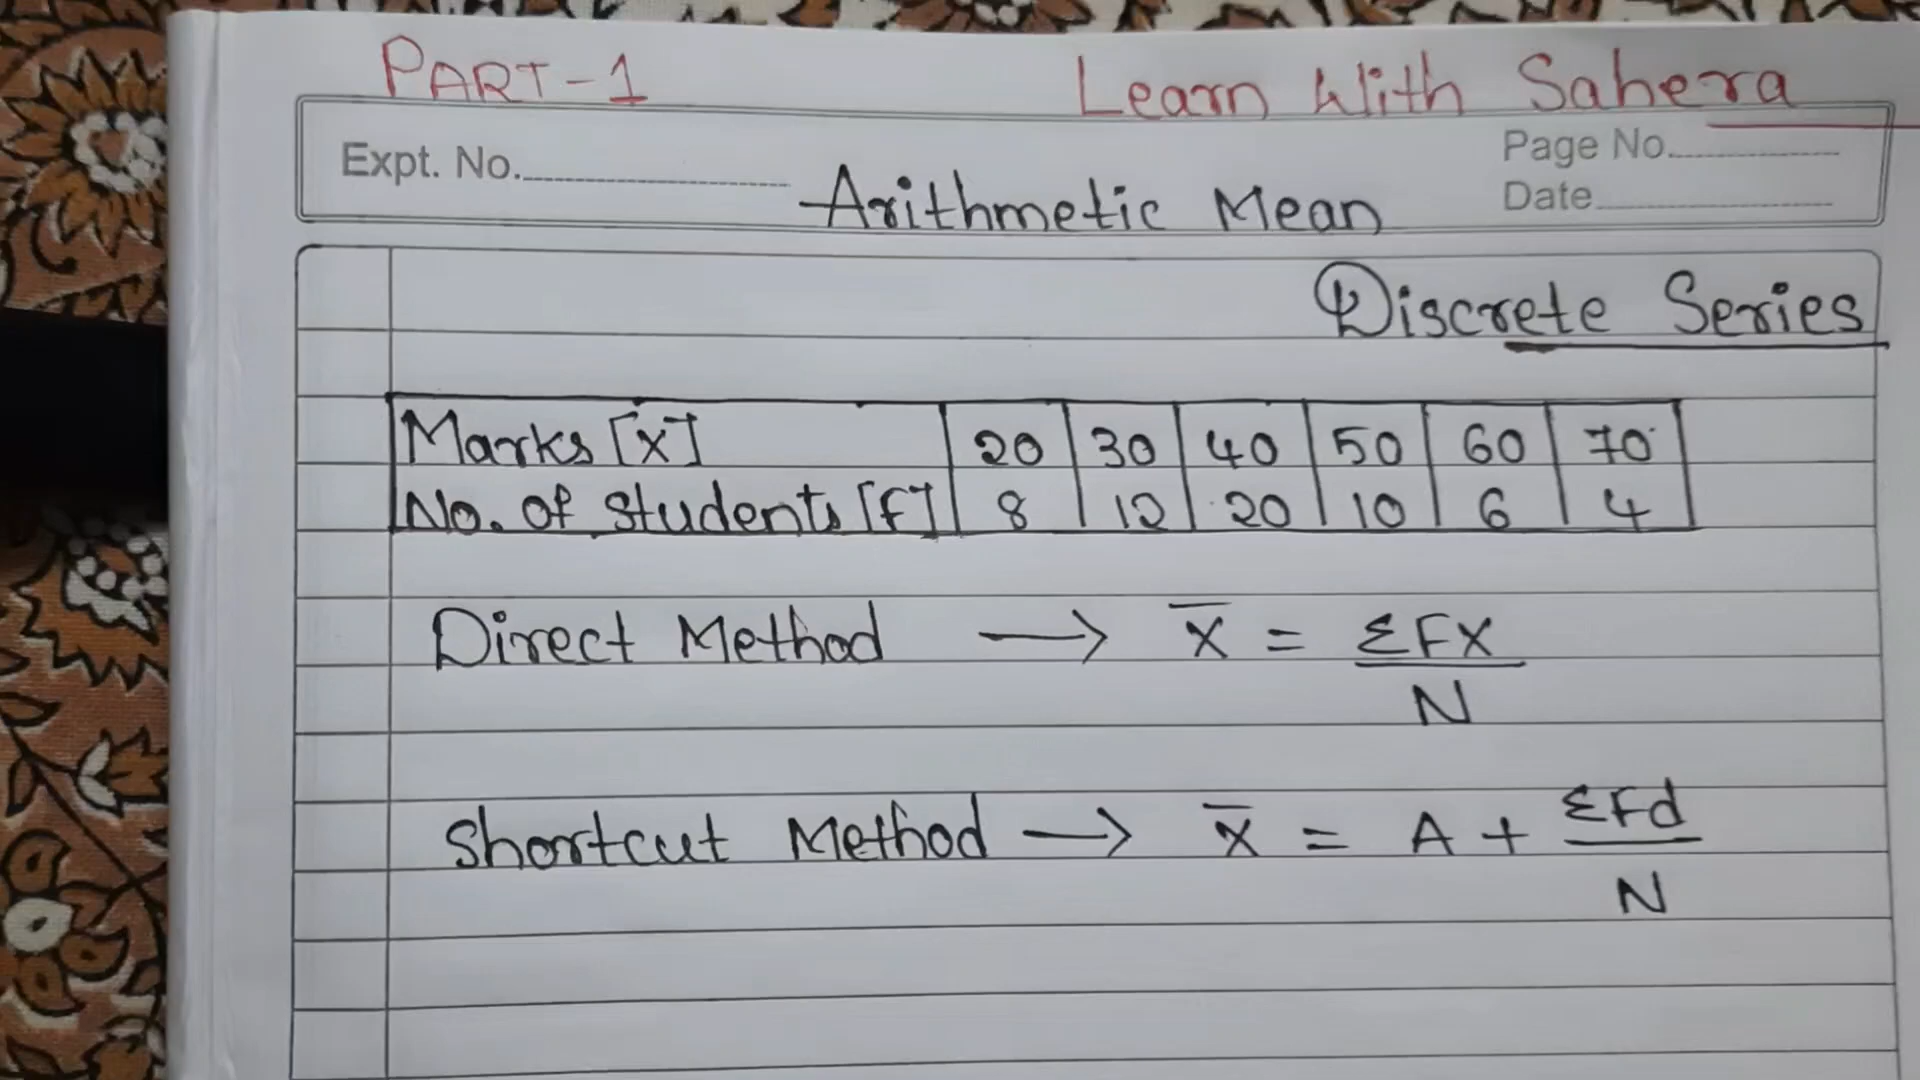 PART-1 Learn With Sahera
Expt. No.
Page No.
Arithmetic Mean
Date
Discrete Series
Marks [X] 20 30 40 50 60 70
No. of Students [F] 8 12 20 10 6 4
Direct Method → X̅ = ΣFX / N
Shortcut Method → X̅ = A + ΣFd / N